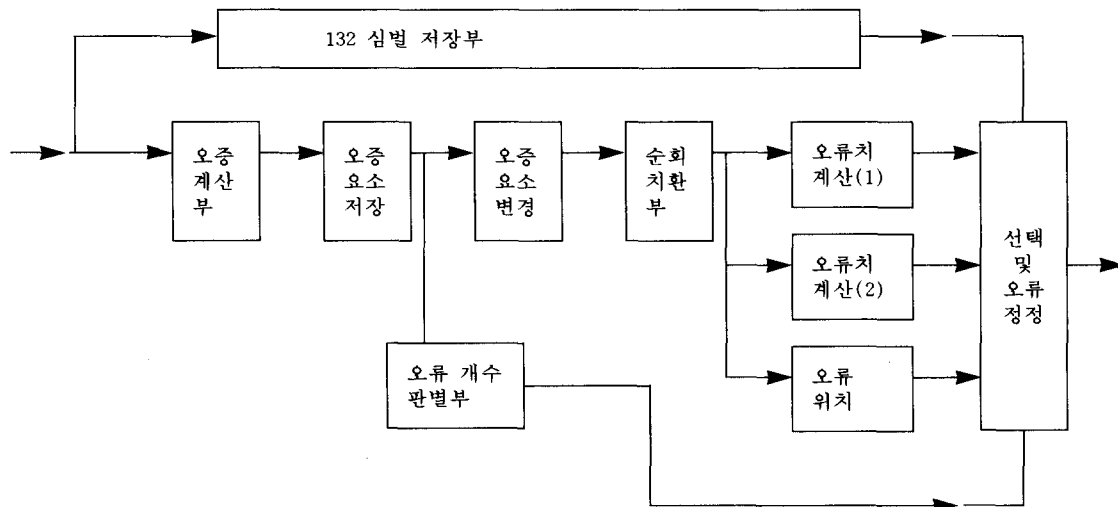 132 심벌 저장부
오증
계산
부
오증
요소
저장
오증
요소
변경
순회
치환
부
오류치
계산(1)
오류치
계산(2)
오류
위치
선택
및
오류
정정
오류 개수
판별부